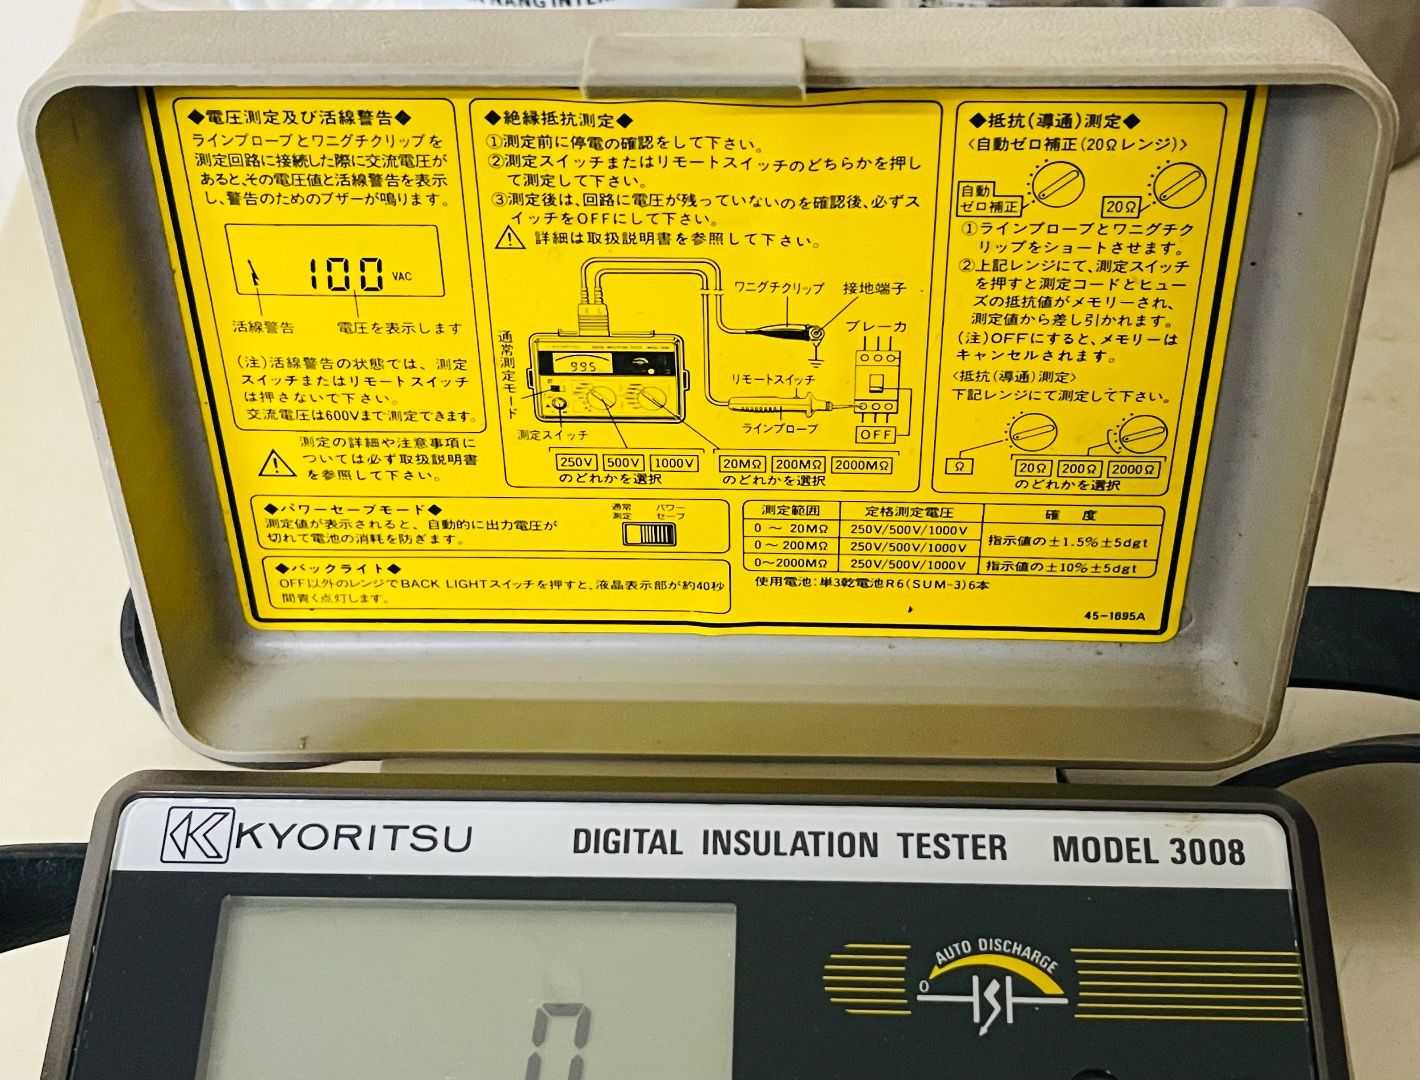 ◆電圧測定及び活線警告◆
ラインプローブとワニグチクリップを
測定回路に接続した際に交流電圧が
あると、その電圧値と活線警告を表示
し、警告のためのブザーが鳴ります。
100 VAC
活線警告
電圧を表示します
(注)活線警告の状態では、測定
スイッチまたはリモートスイッチ
は押さないで下さい。
交流電圧は600Vまで測定できます。
測定の詳細や注意事項に
ついては必ず取扱説明書
を参照して下さい。
◆絶縁抵抗測定◆
①測定前に停電の確認をして下さい。
②測定スイッチまたはリモートスイッチのどちらかを押し
て測定して下さい。
③測定後は、回路に電圧が残っていないのを確認後、必ずス
イッチをOFFにして下さい。
詳細は取扱説明書を参照して下さい。
ワニグチクリップ
接地端子
ブレーカ
通常測定モード
995
リモートスイッチ
ラインプローブ
OFF
測定スイッチ
250V 500V 1000V
のどれかを選択
20MΩ 200MΩ 2000MΩ
のどれかを選択
◆抵抗(導通)測定◆
〈自動ゼロ補正(20Ωレンジ)〉
自動
ゼロ補正
20Ω
①ラインプローブとワニグチク
リップをショートさせます。
②上記レンジにて、測定スイッチ
を押すと測定コードとヒュー
ズの抵抗値がメモリーされ、
測定値から差し引かれます。
(注)OFFにすると、メモリーは
キャンセルされます。
〈抵抗(導通)測定〉
下記レンジにて測定して下さい。
Ω
20Ω 200Ω 2000Ω
のどれかを選択
◆パワーセーブモード◆
測定値が表示されると、自動的に出力電圧が
切れて電池の消耗を防ぎます。
通常
測定
パワー
セーブ
◆バックライト◆
OFF以外のレンジでBACK LIGHTスイッチを押すと、液晶表示部が約40秒
間青く点灯します。
測定範囲 定格測定電圧 確度
0 ～ 20MΩ 250V/500V/1000V 指示値の±1.5%±5dgt
0～200MΩ 250V/500V/1000V
0～2000MΩ 250V/500V/1000V 指示値の±10%±5dgt
使用電池:単3乾電池R6(SUM-3)6本
45-1695A
KYORITSU DIGITAL INSULATION TESTER MODEL 3008
AUTO DISCHARGE
0